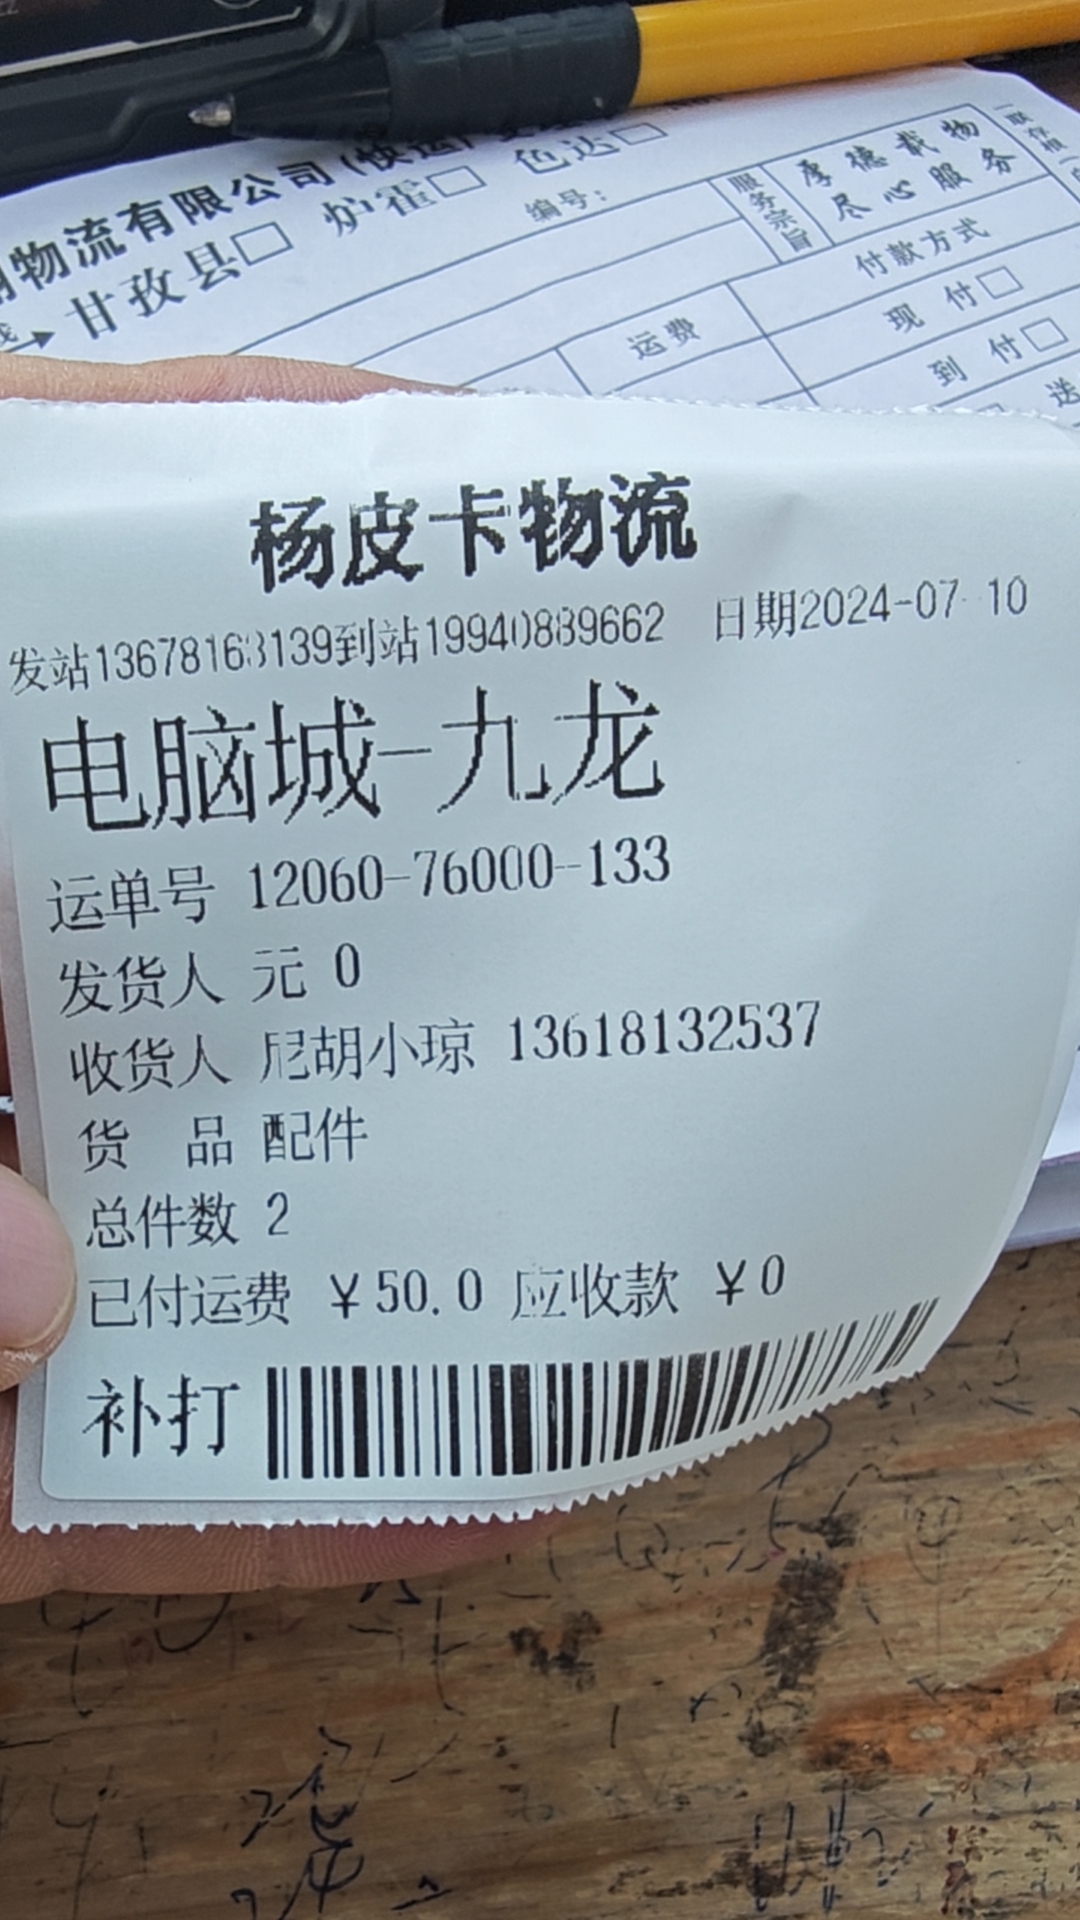 物流有限公司(快运)
甘孜县□ 炉霍□ 色达□
编号:
服务宗旨
厚德载物
尽心服务
付款方式
运费
现 付□
到 付□
送
杨皮卡物流
发站13678163139到站19940889662 日期2024-07-10
电脑城-九龙
运单号 12060-76000-133
发货人 元 0
收货人 尼胡小琼 13618132537
货 品 配件
总件数 2
已付运费 ¥50.0 应收款 ¥0
补打